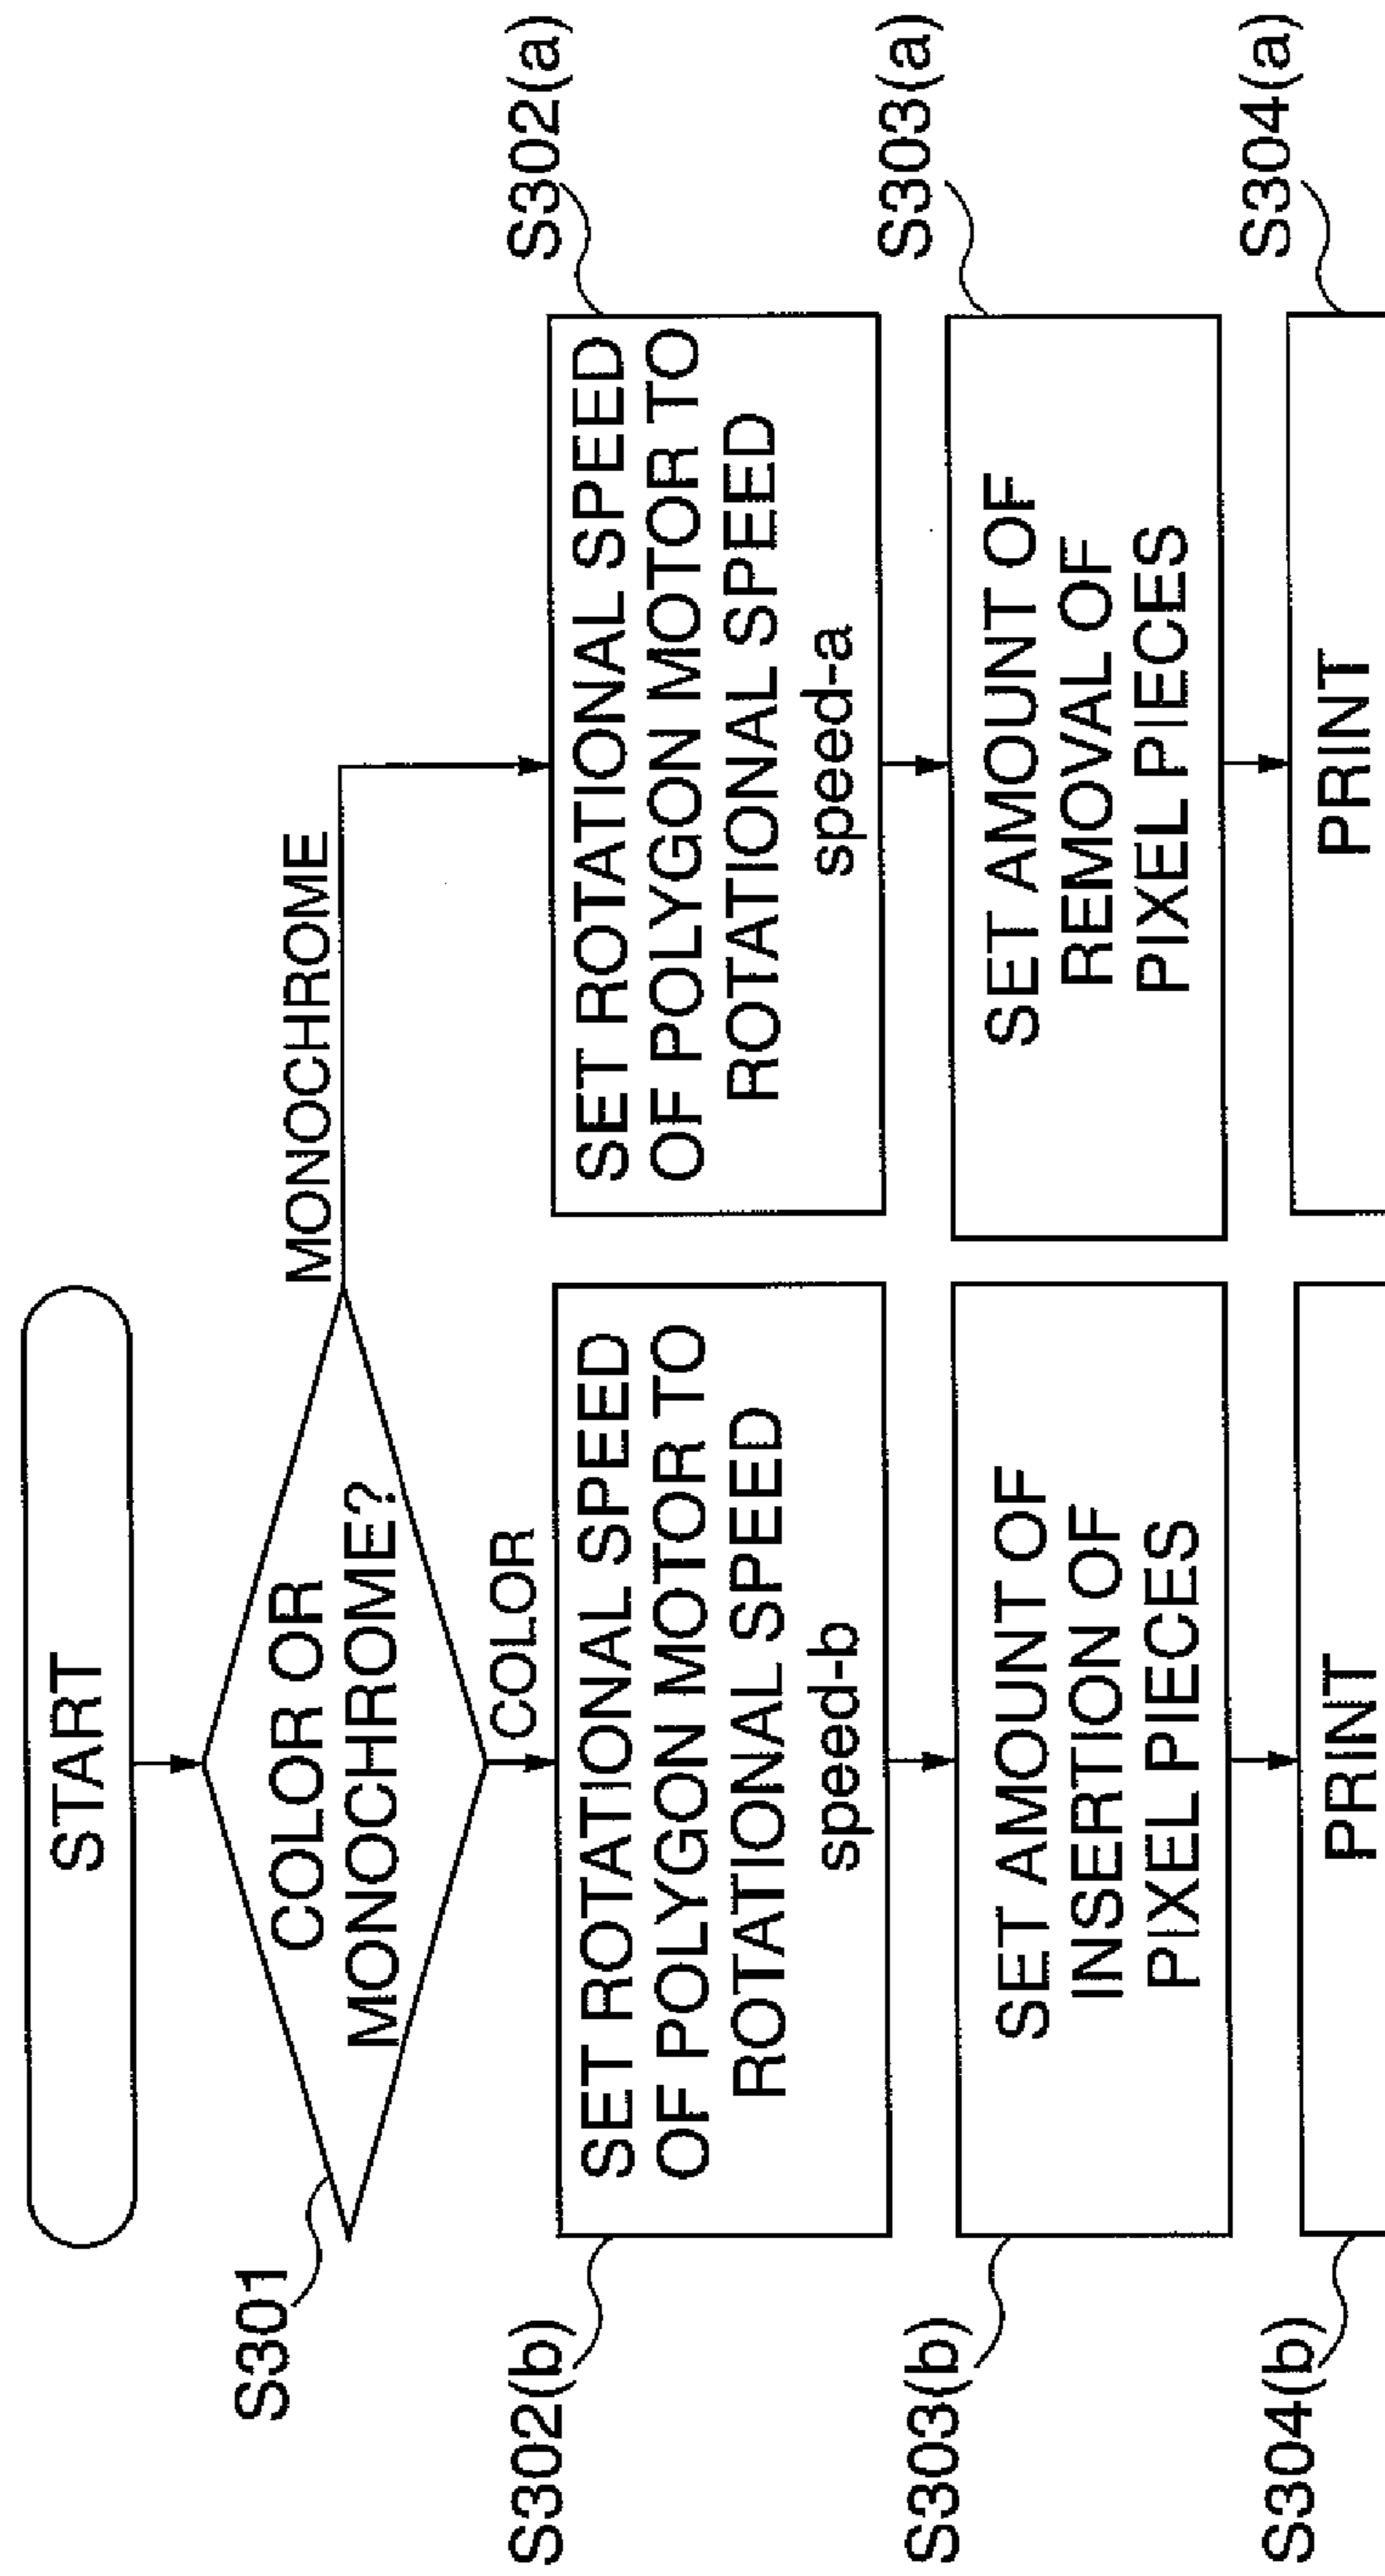 START
S301
COLOR OR
MONOCHROME?
MONOCHROME
COLOR
S302(b)
SET ROTATIONAL SPEED
OF POLYGON MOTOR TO
ROTATIONAL SPEED
speed-b
SET ROTATIONAL SPEED
OF POLYGON MOTOR TO
ROTATIONAL SPEED
speed-a
S302(a)
S303(b)
SET AMOUNT OF
INSERTION OF
PIXEL PIECES
SET AMOUNT OF
REMOVAL OF
PIXEL PIECES
S303(a)
S304(b)
PRINT
PRINT
S304(a)